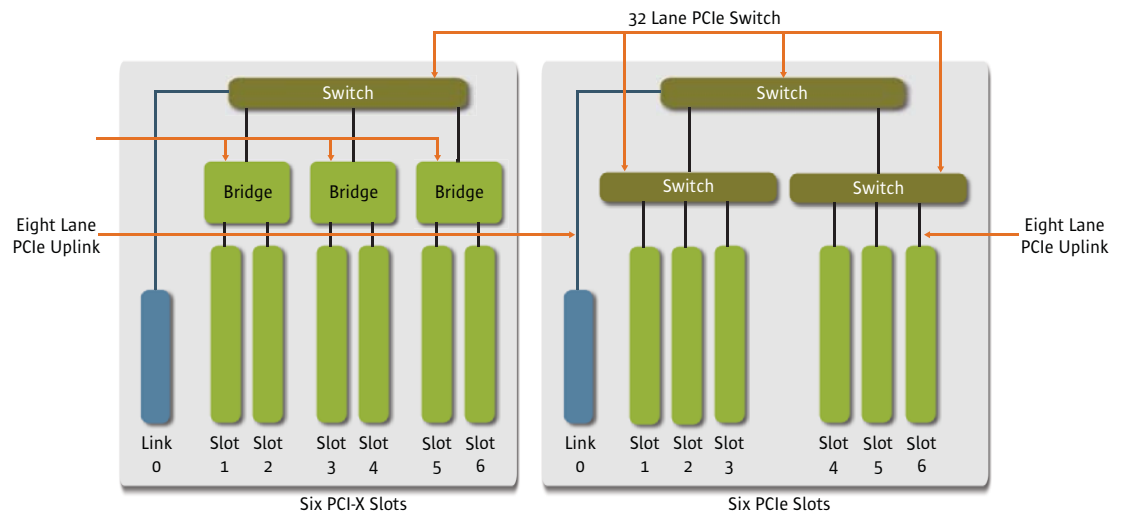 32 Lane PCIe Switch
Switch
Switch
Bridge
Bridge
Bridge
Switch
Switch
Eight Lane
PCIe Uplink
Eight Lane
PCIe Uplink
Link
0
Slot
1
Slot
2
Slot
3
Slot
4
Slot
5
Slot
6
Link
0
Slot
1
Slot
2
Slot
3
Slot
4
Slot
5
Slot
6
Six PCI-X Slots
Six PCIe Slots